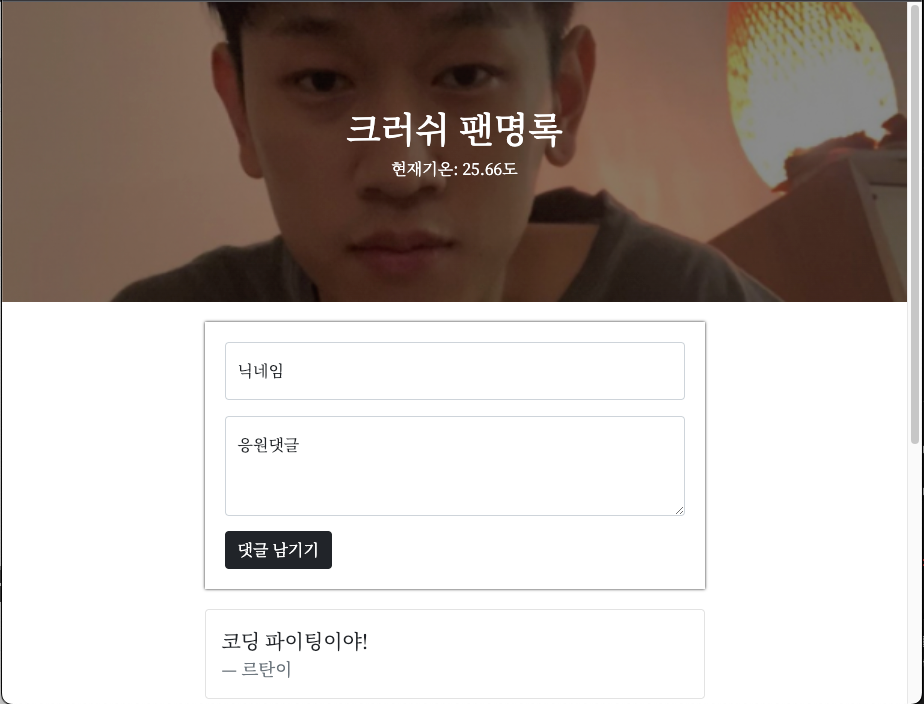 크러쉬 팬명록
현재기온: 25.66도
닉네임
응원댓글
댓글 남기기
코딩 파이팅이야!
— 르탄이